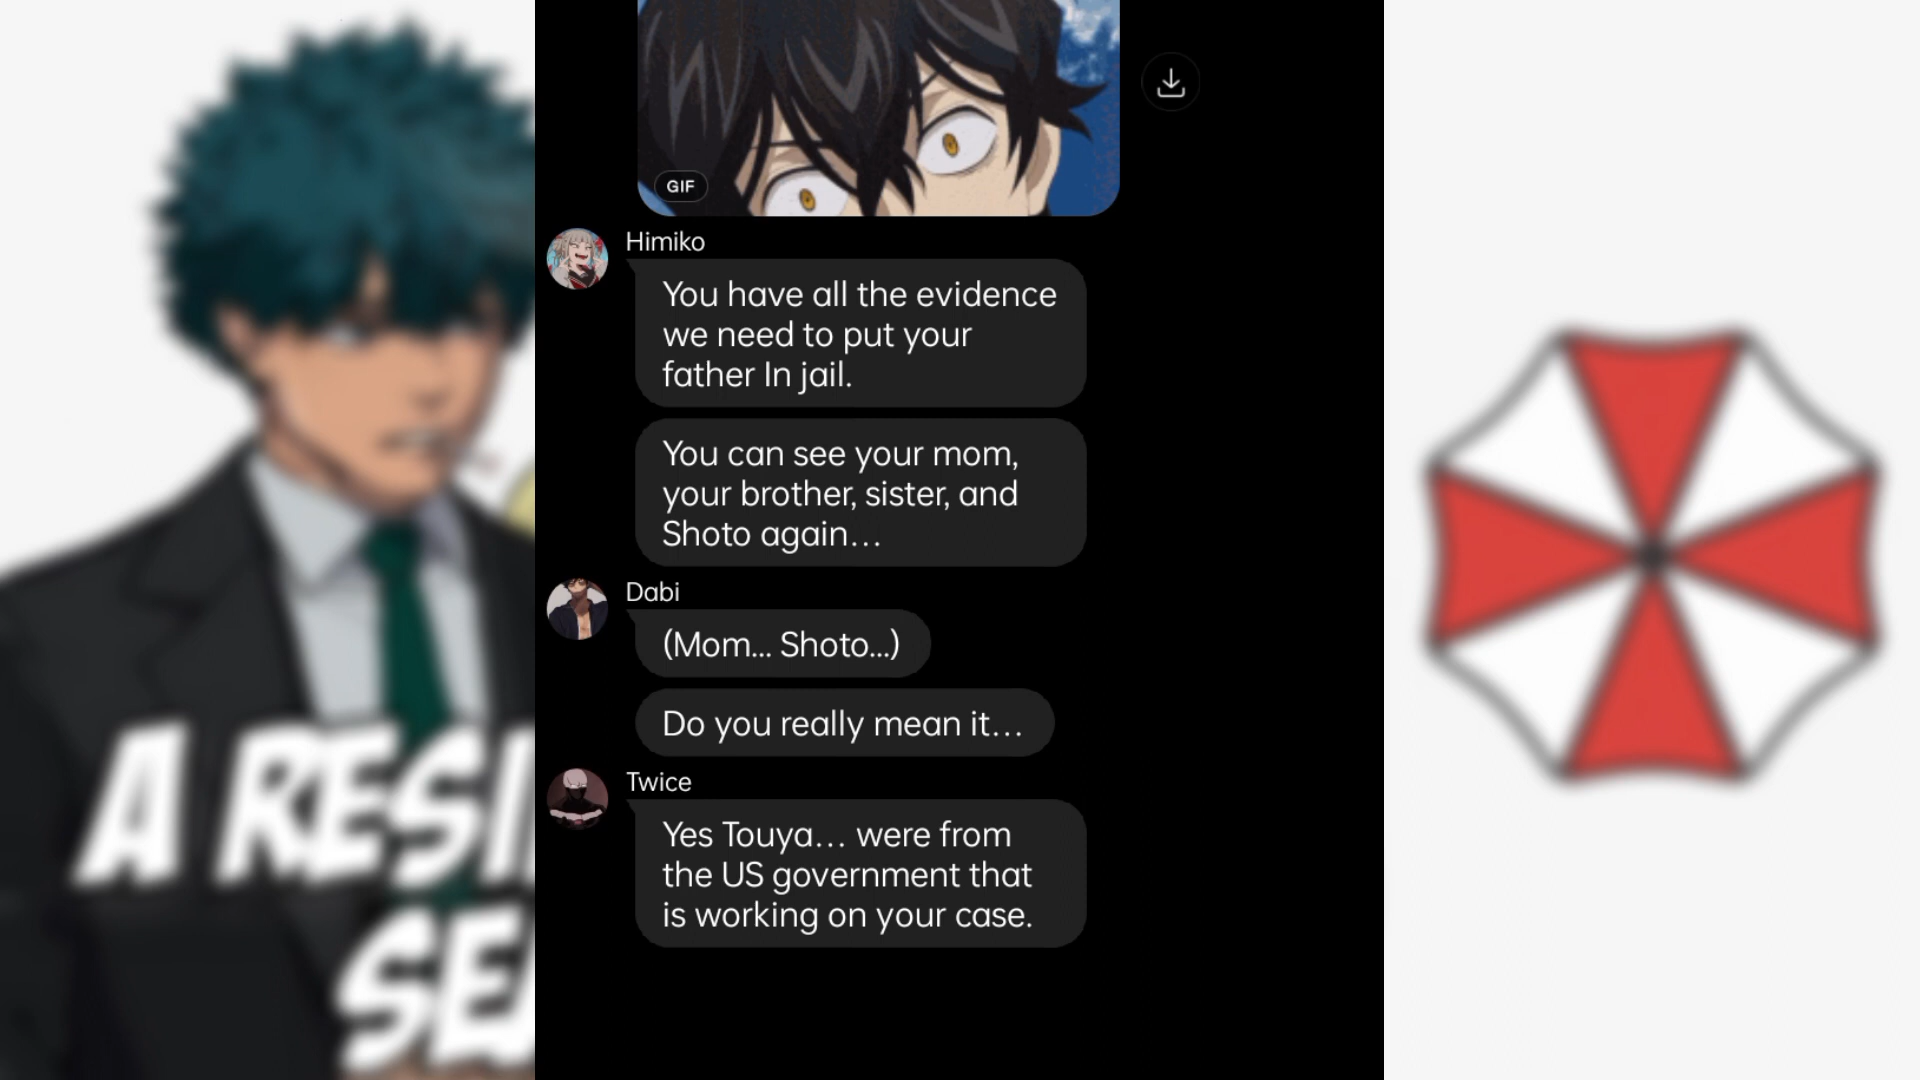 GIF
Himiko
You have all the evidence
we need to put your
father In jail.
You can see your mom,
your brother, sister, and
Shoto again...
Dabi
(Mom... Shoto...)
Do you really mean it...
Twice
Yes Touya... were from
the US government that
is working on your case.
A RESI
SE